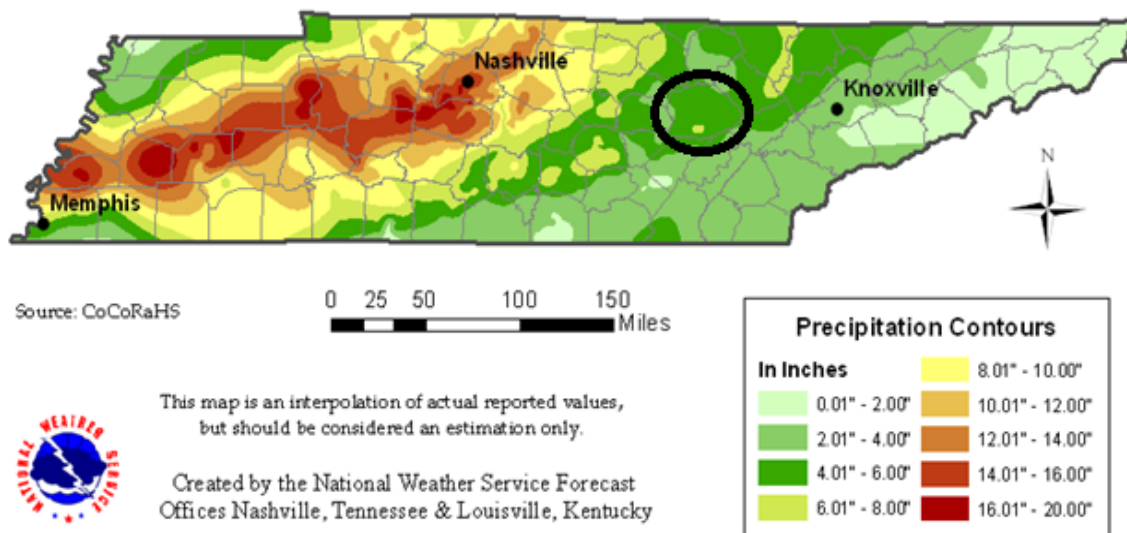 Nashville
Knoxville
Memphis
N
Source: CoCoRaHS
0 25 50 100 150
Miles
Precipitation Contours
In Inches
0.01" - 2.00"
2.01" - 4.00"
4.01" - 6.00"
6.01" - 8.00"
8.01" - 10.00"
10.01" - 12.00"
12.01" - 14.00"
14.01" - 16.00"
16.01" - 20.00"
This map is an interpolation of actual reported values,
but should be considered an estimation only.
NATIONAL WEATHER SERVICE
Created by the National Weather Service Forecast
Offices Nashville, Tennessee & Louisville, Kentucky